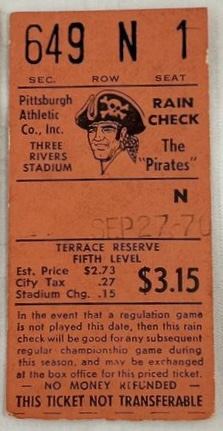 649 N 1
SEC. ROW SEAT
Pittsburgh Athletic Co., Inc.
THREE RIVERS STADIUM
RAIN CHECK
The "Pirates"
N
SEP 27-70
TERRACE RESERVE
FIFTH LEVEL
Est. Price $2.73
City Tax .27
Stadium Chg. .15
$3.15
In the event that a regulation game
is not played this date, then this rain
check will be good for any subsequent
regular championship game during
this season, and may be exchanged
at the box office for this priced ticket.
— NO MONEY REFUNDED —
THIS TICKET NOT TRANSFERABLE